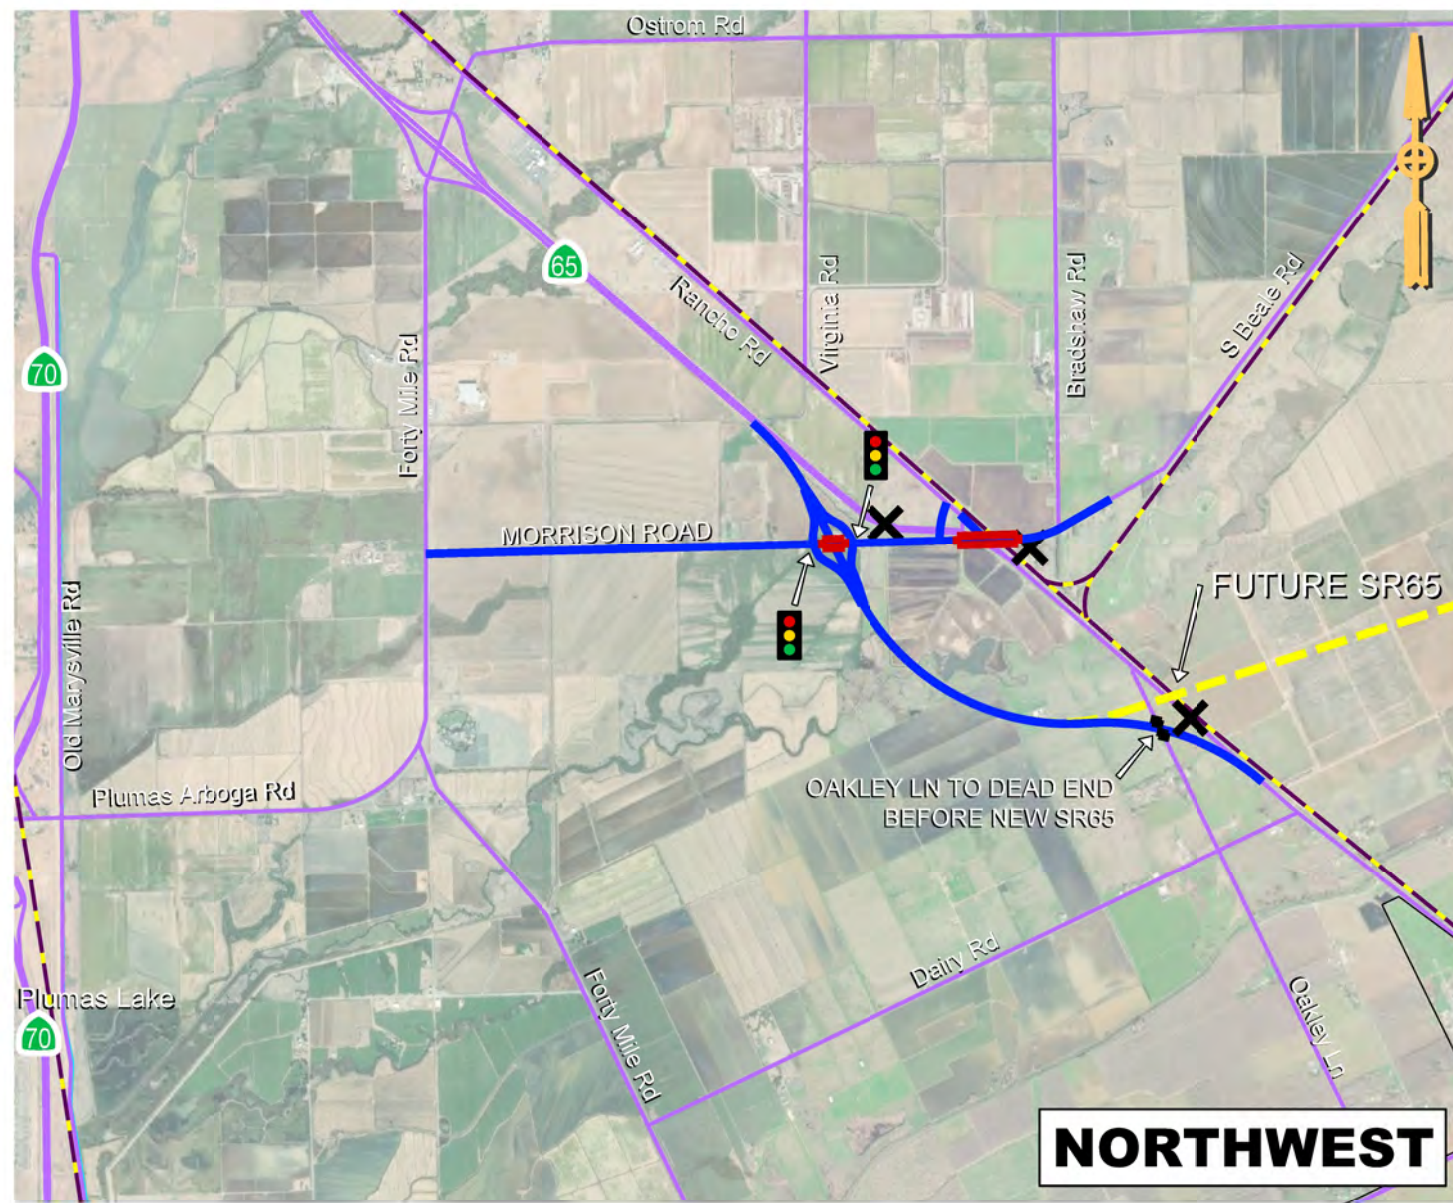 Ostrom Rd
65
Rancho Rd
Virginia Rd
Bradshaw Rd
S Beale Rd
70
Forty Mile Rd
MORRISON ROAD
FUTURE SR65
Old Marysville Rd
Plumas Arboga Rd
OAKLEY LN TO DEAD END
BEFORE NEW SR65
Dairy Rd
Plumas Lake
70
Forty Mile Rd
Oakley Ln
NORTHWEST